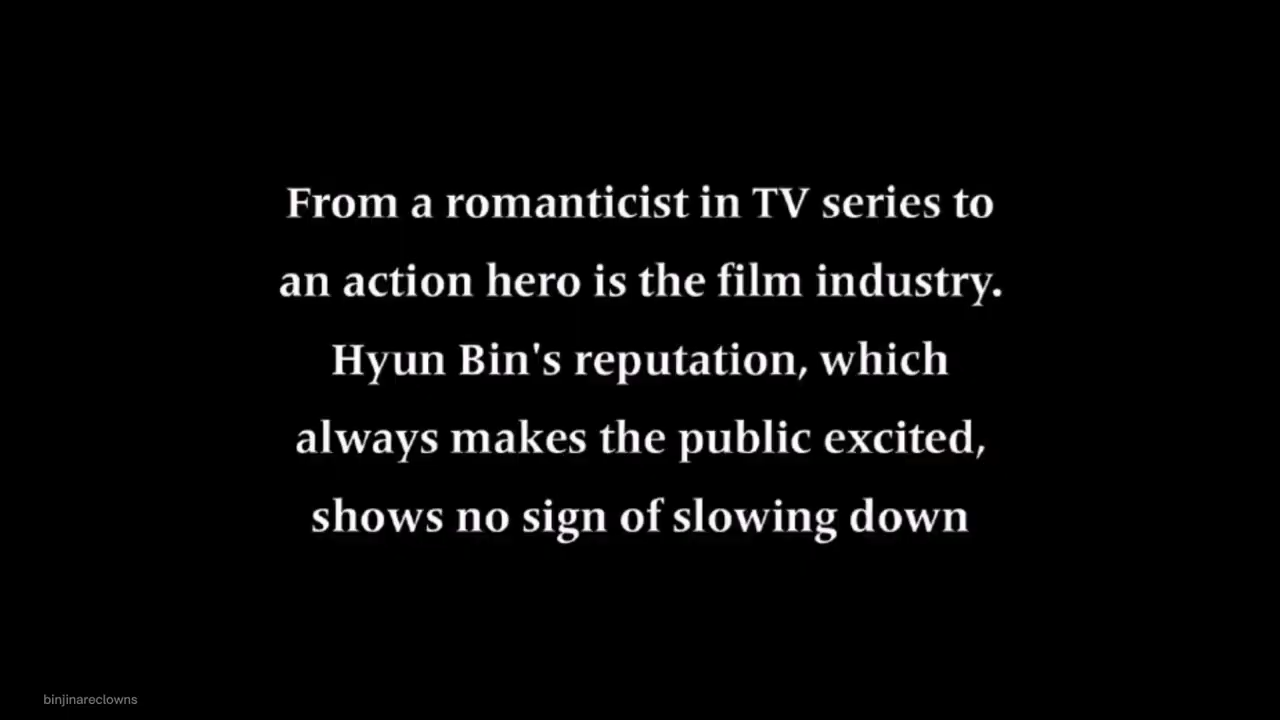 From a romanticist in TV series to
an action hero is the film industry.
Hyun Bin's reputation, which
always makes the public excited,
shows no sign of slowing down
binjinareclowns